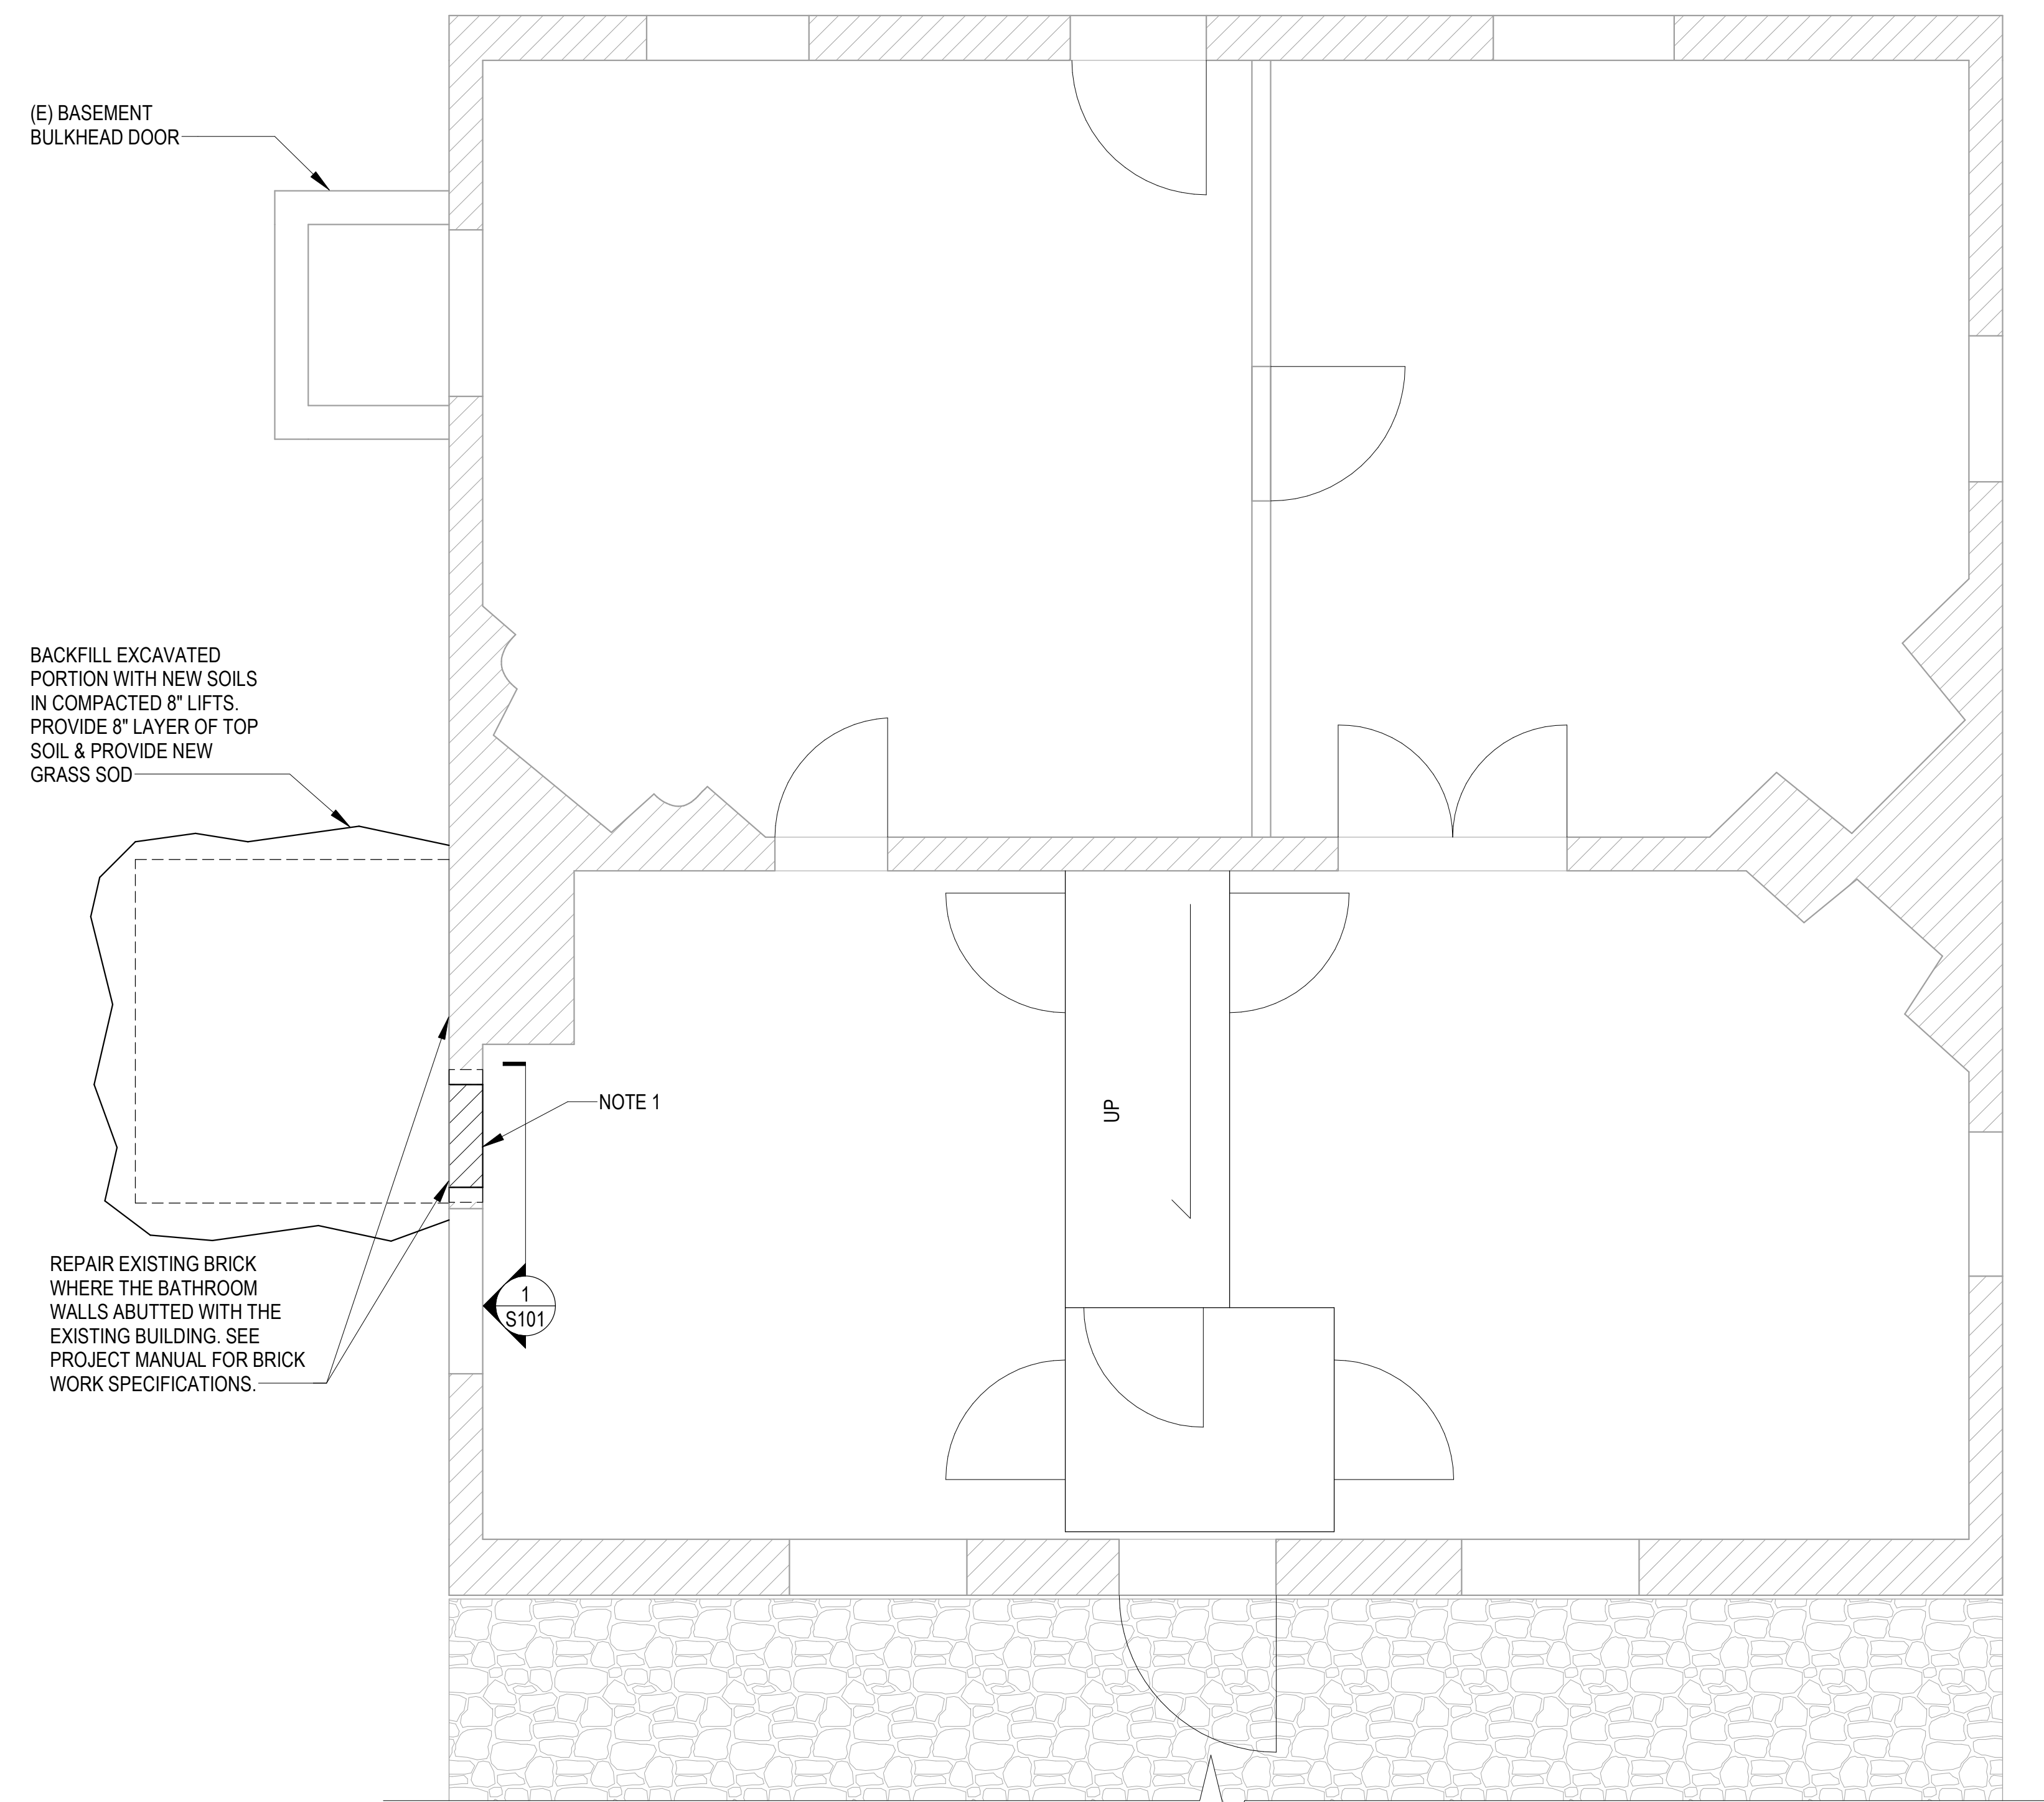 (E) BASEMENT
BULKHEAD DOOR
BACKFILL EXCAVATED
PORTION WITH NEW SOILS
IN COMPACTED 8" LIFTS.
PROVIDE 8" LAYER OF TOP
SOIL & PROVIDE NEW
GRASS SOD
NOTE 1
UP
REPAIR EXISTING BRICK
WHERE THE BATHROOM
WALLS ABUTTED WITH THE
EXISTING BUILDING. SEE
PROJECT MANUAL FOR BRICK
WORK SPECIFICATIONS.
1
S101